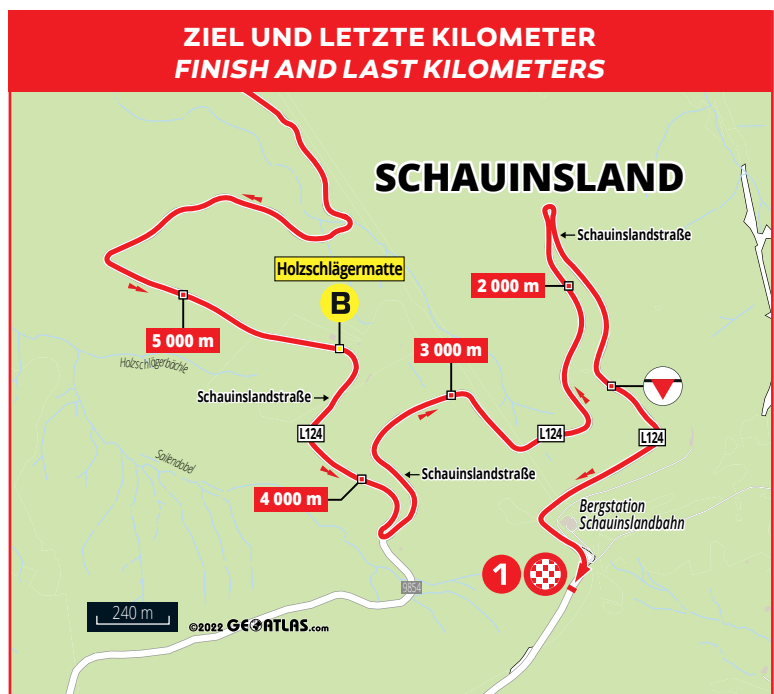 ZIEL UND LETZTE KILOMETER
FINISH AND LAST KILOMETERS
SCHAUINSLAND
Schauinslandstraße
Holzschlägermatte
B
2 000 m
5 000 m
3 000 m
Holzschlägerbächle
Schauinslandstraße
L124
L124
L124
Sailendobel
Schauinslandstraße
4 000 m
Bergstation
Schauinslandbahn
1
9854
240 m
©2022 GEOATLAS.com